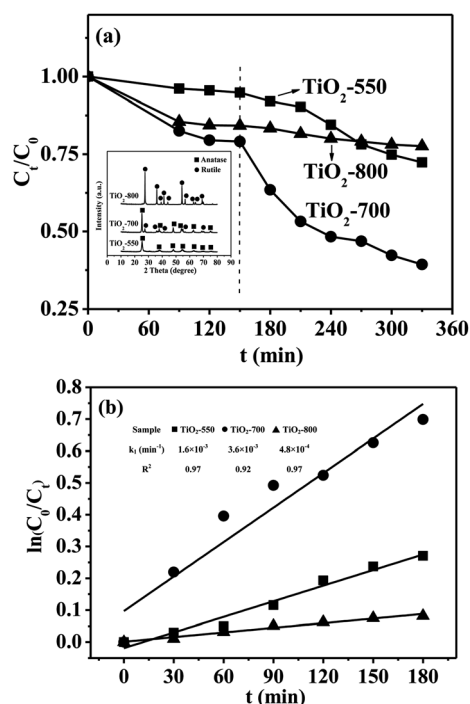 (a)
1.00
0.75
0.50
0.25
Cₜ/C₀
TiO₂-550
TiO₂-800
TiO₂-700
Anatase
Rutile
TiO₂-800
TiO₂-700
TiO₂-550
Intensity (a.u.)
10 20 30 40 50 60 70 80 90
2 Theta (degree)
0 60 120 180 240 300 360
t (min)
(b)
0.8
0.7
0.6
0.5
0.4
0.3
0.2
0.1
0.0
ln(C₀/Cₜ)
Sample TiO₂-550 TiO₂-700 TiO₂-800
k₁ (min⁻¹) 1.6×10⁻³ 3.6×10⁻³ 4.8×10⁻⁴
R² 0.97 0.92 0.97
0 30 60 90 120 150 180
t (min)